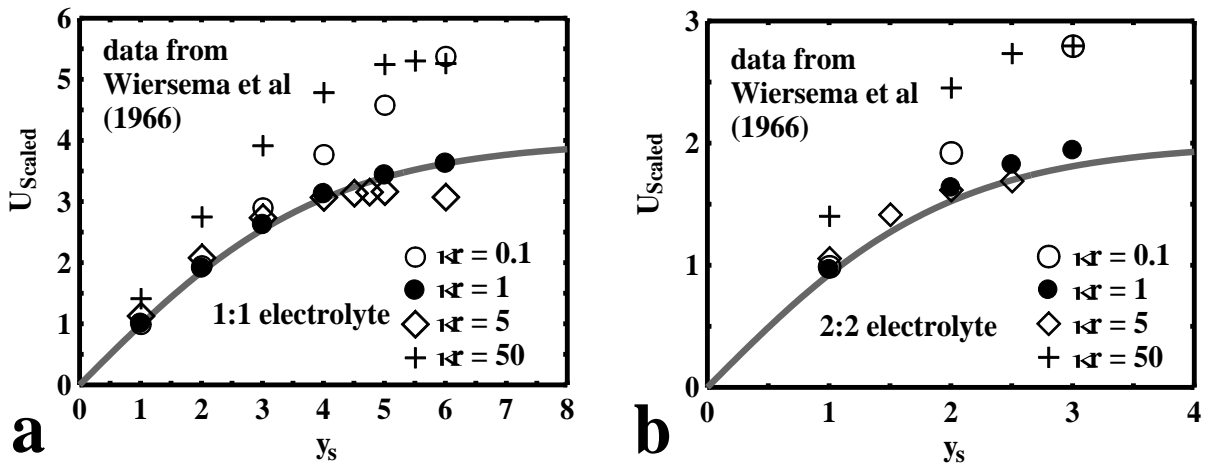 6
5
4
3
2
1
0
U_Scaled
data from
Wiersema et al
(1966)
1:1 electrolyte
κr = 0.1
κr = 1
κr = 5
κr = 50
0 1 2 3 4 5 6 7 8
y_s
a
3
2
1
0
U_Scaled
data from
Wiersema et al
(1966)
2:2 electrolyte
κr = 0.1
κr = 1
κr = 5
κr = 50
0 1 2 3 4
y_s
b